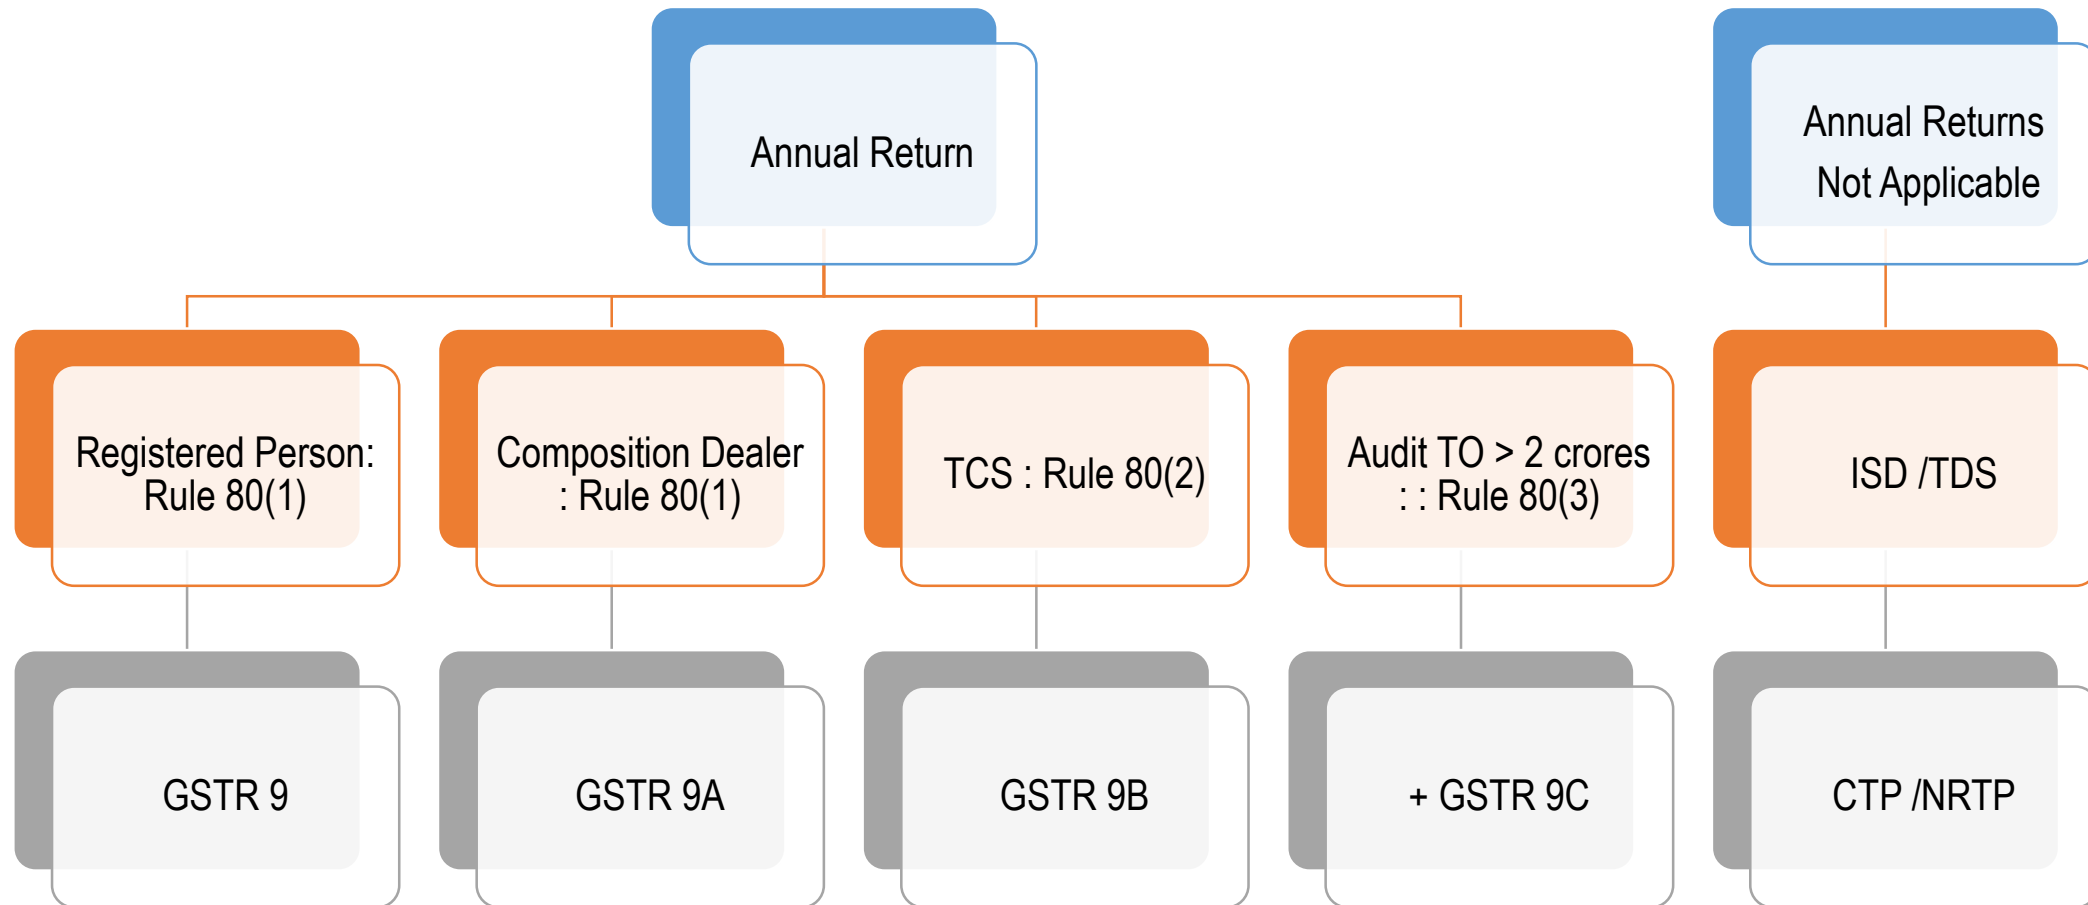 Annual Return
Annual Returns
Not Applicable
Registered Person:
Rule 80(1)
Composition Dealer
: Rule 80(1)
TCS : Rule 80(2)
Audit TO > 2 crores
: : Rule 80(3)
ISD /TDS
GSTR 9
GSTR 9A
GSTR 9B
+ GSTR 9C
CTP /NRTP